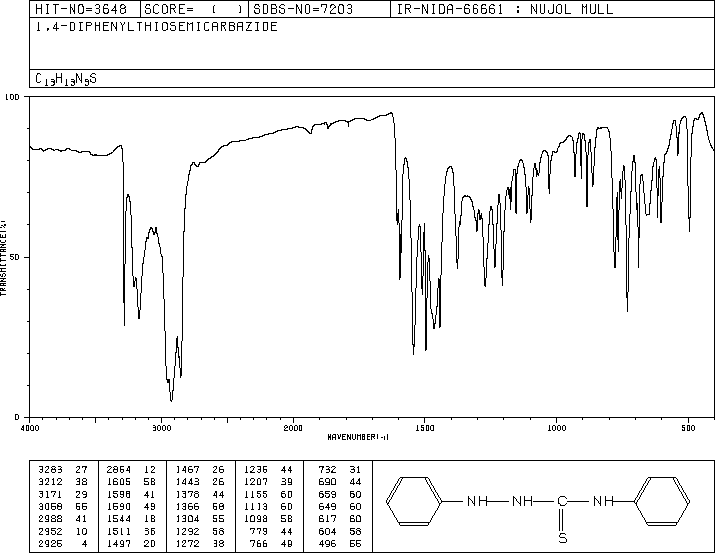 HIT-NO=3648 SCORE= ( ) SDBS-NO=7203 IR-NIDA-66661 : NUJOL MULL
1,4-DIPHENYLTHIOSEMICARBAZIDE
C13H13N3S
100
50
0
TRANSMITTANCE(%)
4000 3000 2000 1500 1000 500
WAVENUMBER(-1)
3283 27 2864 12 1467 26 1236 44 732 31
3212 38 1605 58 1443 26 1207 39 690 44
3171 29 1598 41 1378 44 1155 60 659 60
3068 55 1590 49 1366 58 1113 60 649 60
2988 41 1544 18 1304 55 1098 58 617 60
2952 10 1511 36 1292 58 779 44 604 58
2925 4 1497 20 1272 38 766 49 496 55
NH NH C NH
S